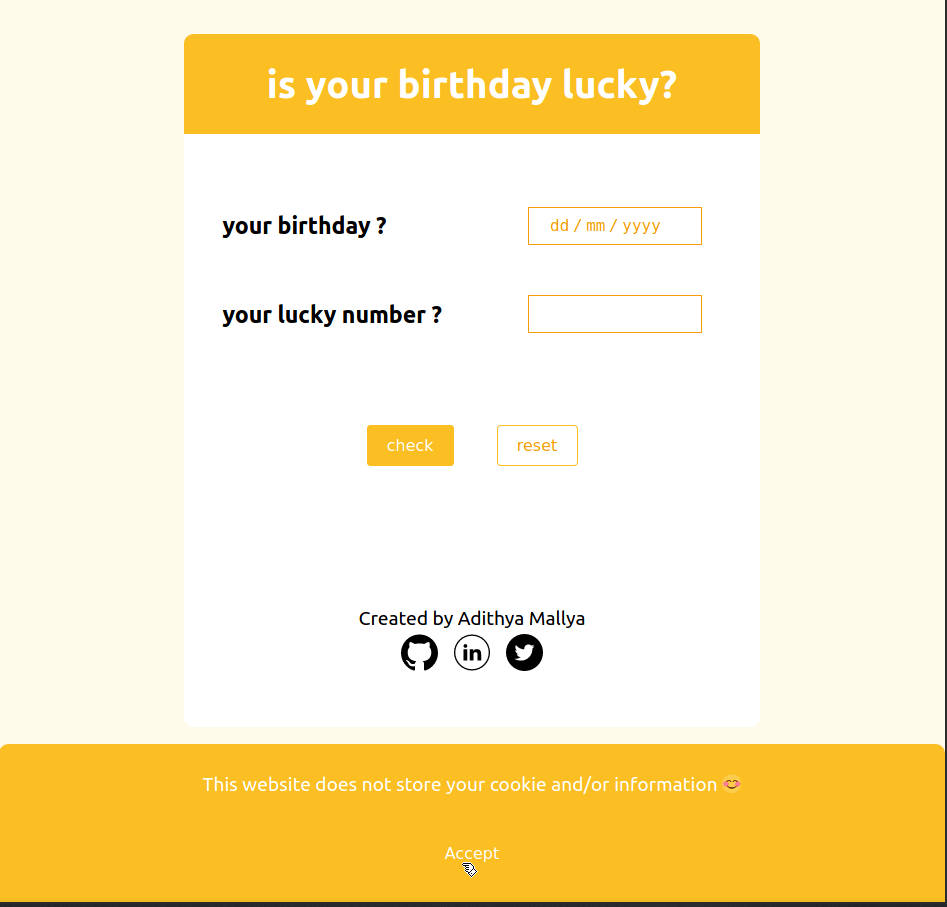 is your birthday lucky?
your birthday ?
dd / mm / yyyy
your lucky number ?
check
reset
Created by Adithya Mallya
in
This website does not store your cookie and/or information 😊
Accept